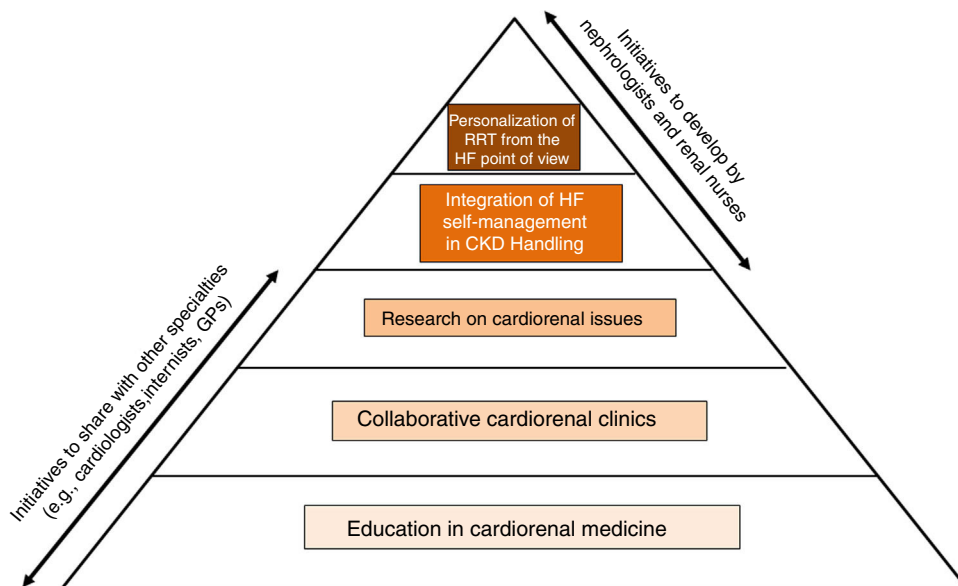 Initiatives to develop by
nephrologists and renal nurses
Personalization of
RRT from the
HF point of view
Integration of HF
self-management
in CKD Handling
Initiatives to share with other specialties
(e.g., cardiologists,internists, GPs)
Research on cardiorenal issues
Collaborative cardiorenal clinics
Education in cardiorenal medicine